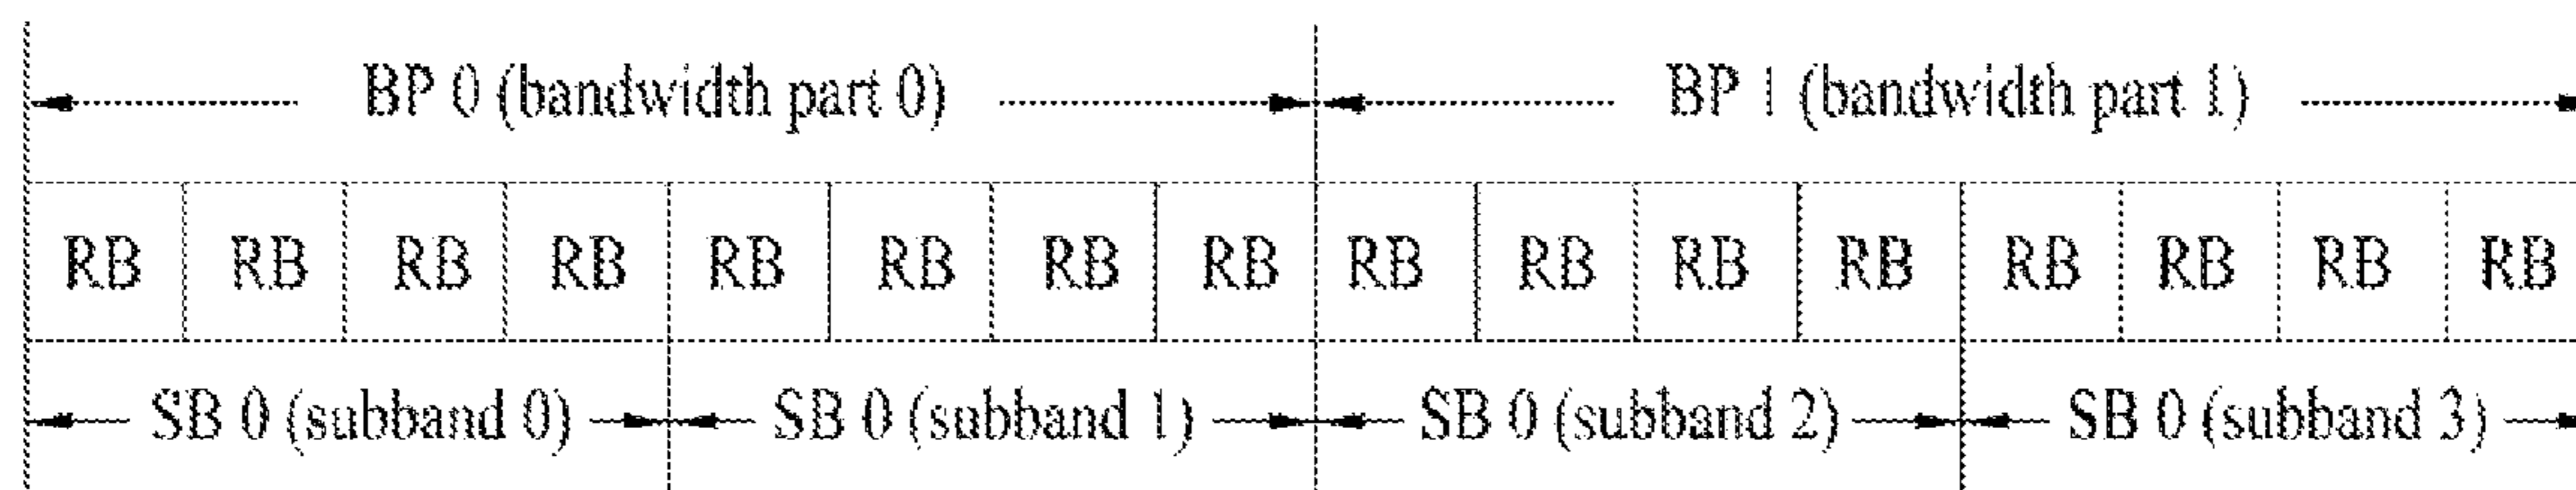 BP 0 (bandwidth part 0) BP 1 (bandwidth part 1)
RB RB RB RB RB RB RB RB RB RB RB RB RB RB RB RB
SB 0 (subband 0) SB 0 (subband 1) SB 0 (subband 2) SB 0 (subband 3)